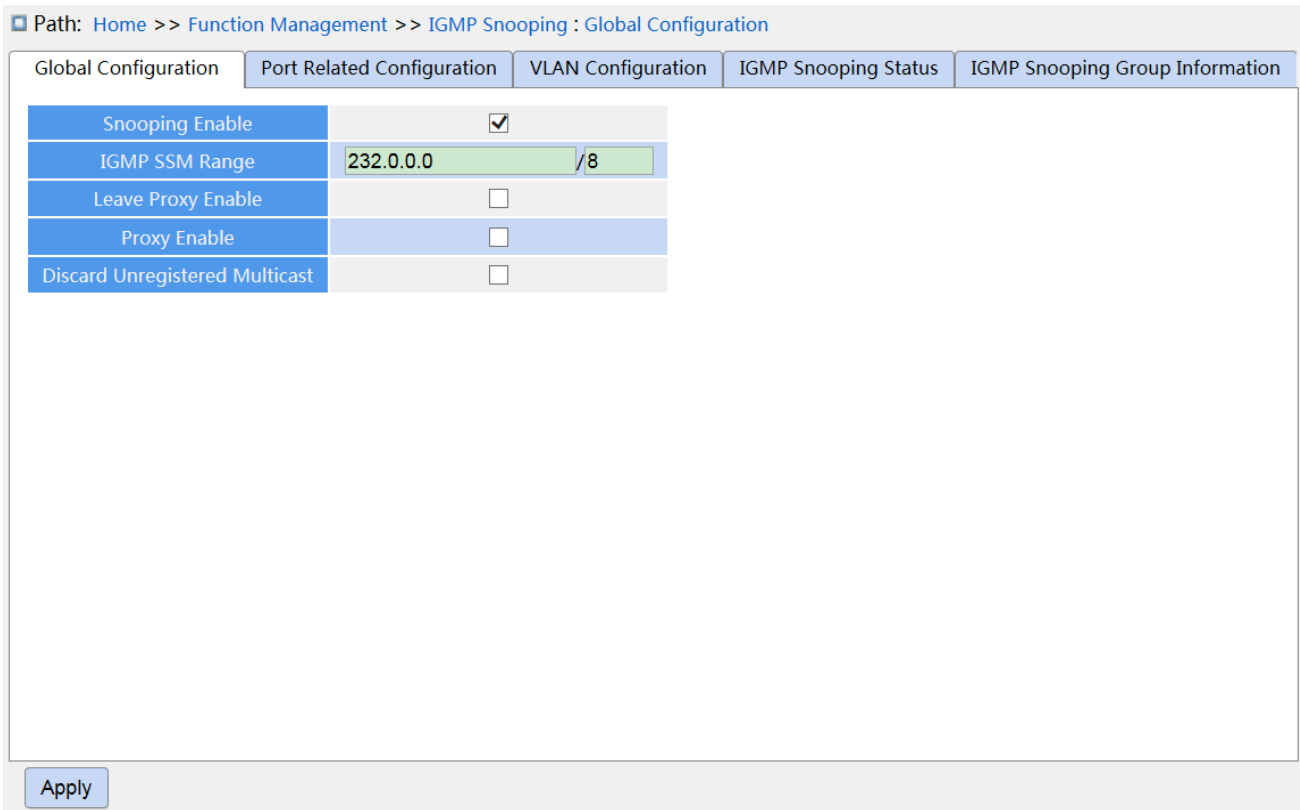 Path: Home >> Function Management >> IGMP Snooping : Global Configuration
Global Configuration Port Related Configuration VLAN Configuration IGMP Snooping Status IGMP Snooping Group Information
Snooping Enable
IGMP SSM Range 232.0.0.0 /8
Leave Proxy Enable
Proxy Enable
Discard Unregistered Multicast
Apply